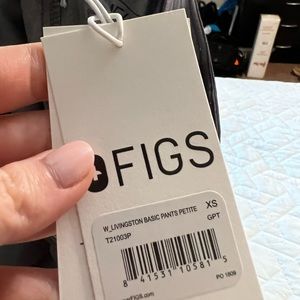 FIGS
W_LIVINGSTON BASIC PANTS PETITE XS
T21003P GPT
8 41531 10581 5
PO 1809